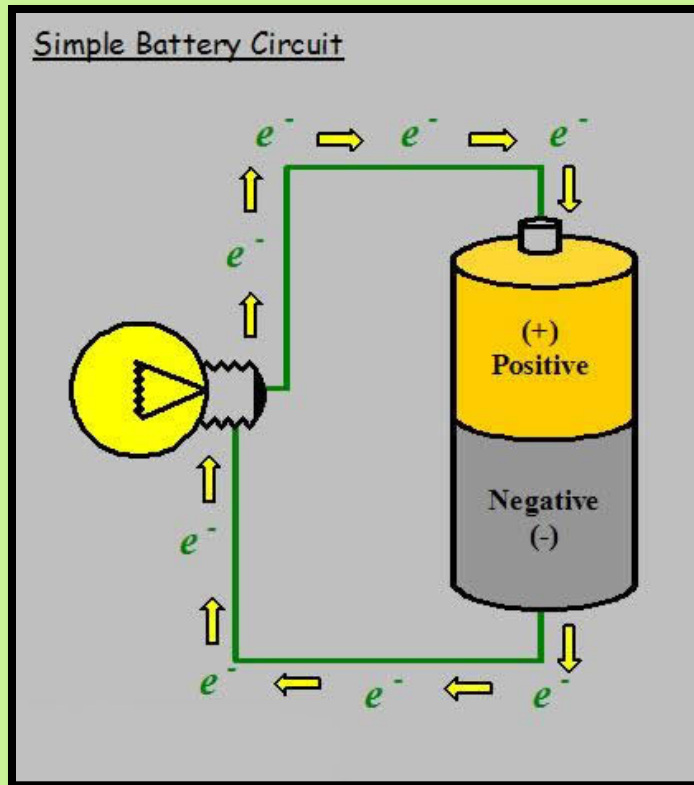 Simple Battery Circuit
e - e - e -
e -
(+)
Positive
Negative
(-)
e -
e - e - e -